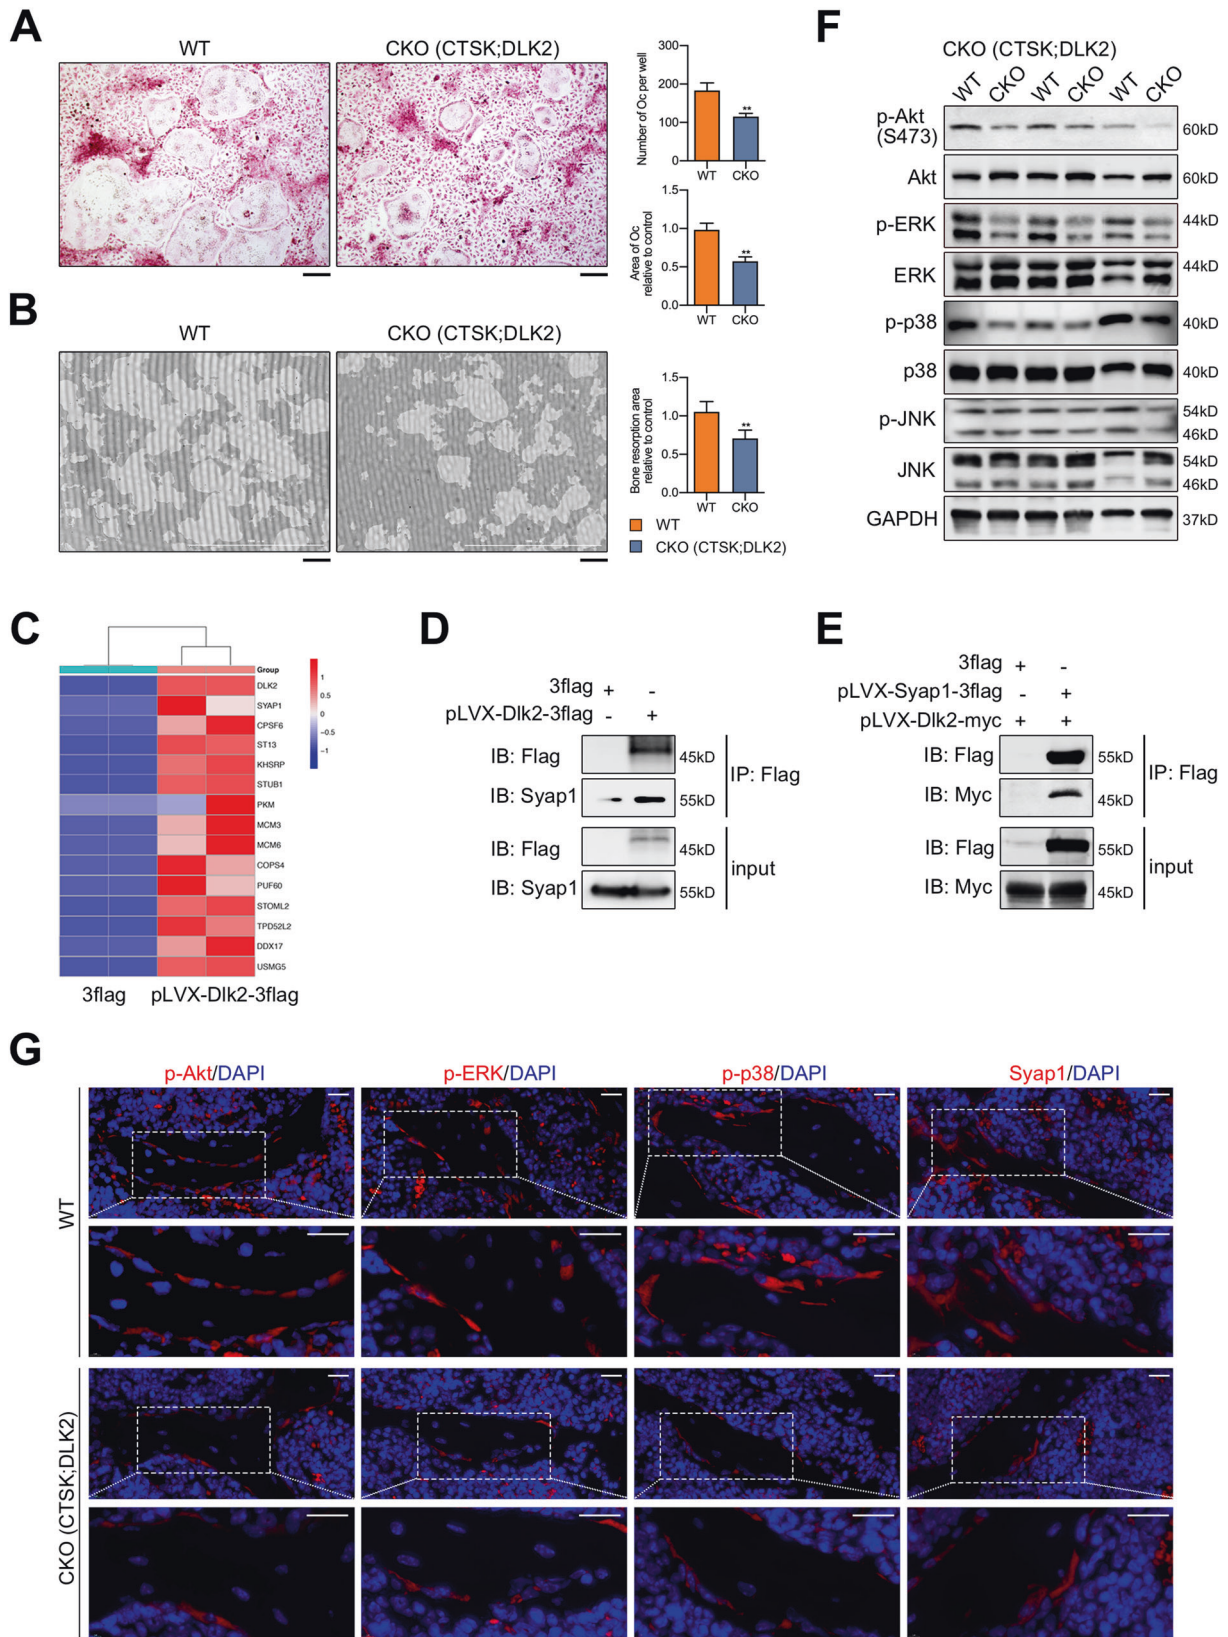 A
WT
CKO (CTSK;DLK2)
Number of Oc per well
300
200
100
0
WT
CKO
**
Area of Oc
relative to control
1.5
1.0
0.5
0.0
WT
CKO
**
B
WT
CKO (CTSK;DLK2)
Bone resorption area
relative to control
1.5
1.0
0.5
0.0
WT
CKO
**
WT
CKO (CTSK;DLK2)
F
CKO (CTSK;DLK2)
WT CKO WT CKO WT CKO
p-Akt
(S473)
60kD
Akt 60kD
p-ERK 44kD
ERK 44kD
p-p38 40kD
p38 40kD
p-JNK 54kD
46kD
JNK 54kD
46kD
GAPDH 37kD
C
Group
DLK2
SYAP1
CPSF6
ST13
KHSRP
STUB1
PKM
MCM3
MCM6
COPS4
PUF60
STOML2
TPD52L2
DDX17
USMG5
1
0.5
0
-0.5
-1
3flag pLVX-Dlk2-3flag
D
3flag + -
pLVX-Dlk2-3flag - +
IB: Flag 45kD
IB: Syap1 55kD
IP: Flag
IB: Flag 45kD
IB: Syap1 55kD
input
E
3flag + -
pLVX-Syap1-3flag - +
pLVX-Dlk2-myc + +
IB: Flag 55kD
IB: Myc 45kD
IP: Flag
IB: Flag 55kD
IB: Myc 45kD
input
G
p-Akt/DAPI p-ERK/DAPI p-p38/DAPI Syap1/DAPI
WT
CKO (CTSK;DLK2)